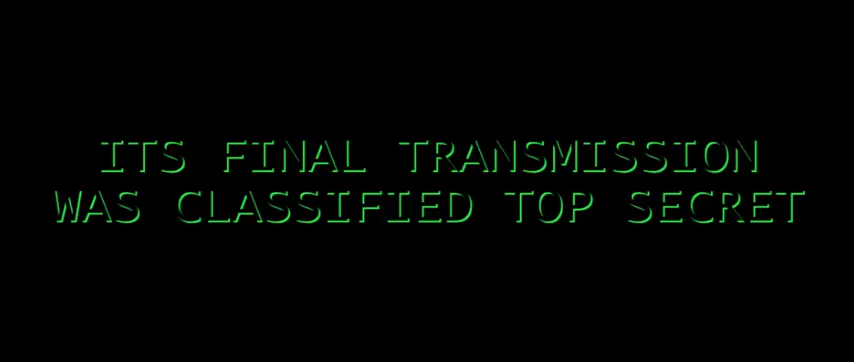 ITS FINAL TRANSMISSION
WAS CLASSIFIED TOP SECRET